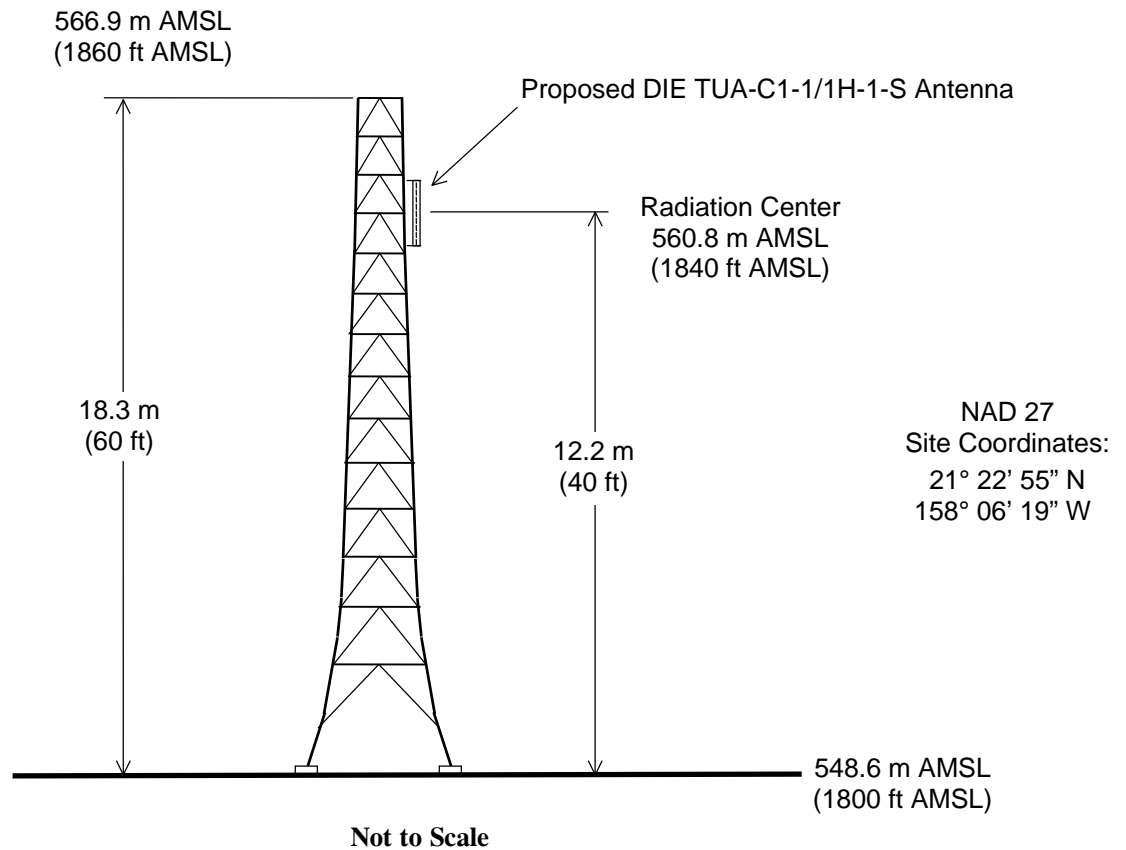 566.9 m AMSL
(1860 ft AMSL)
Proposed DIE TUA-C1-1/1H-1-S Antenna
Radiation Center
560.8 m AMSL
(1840 ft AMSL)
18.3 m
(60 ft)
12.2 m
(40 ft)
NAD 27
Site Coordinates:
21° 22’ 55” N
158° 06’ 19” W
548.6 m AMSL
(1800 ft AMSL)
Not to Scale